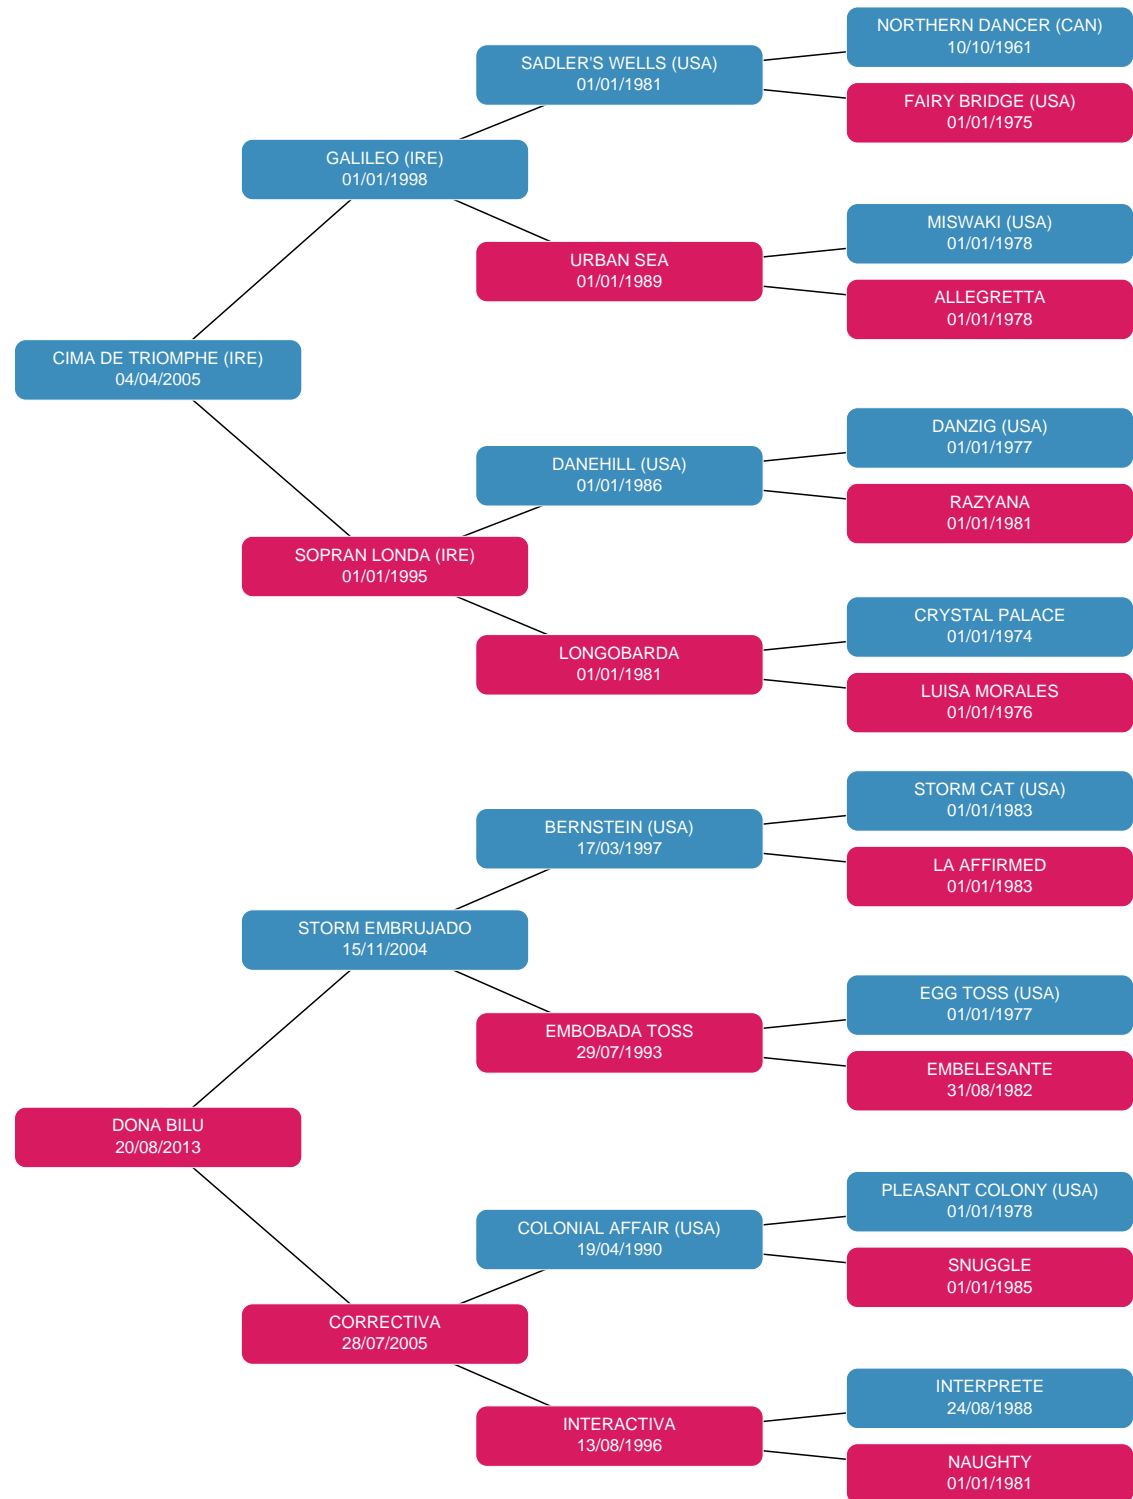 NORTHERN DANCER (CAN)
10/10/1961
SADLER'S WELLS (USA)
01/01/1981
FAIRY BRIDGE (USA)
01/01/1975
GALILEO (IRE)
01/01/1998
MISWAKI (USA)
01/01/1978
URBAN SEA
01/01/1989
ALLEGRETTA
01/01/1978
CIMA DE TRIOMPHE (IRE)
04/04/2005
DANZIG (USA)
01/01/1977
DANEHILL (USA)
01/01/1986
RAZYANA
01/01/1981
SOPRAN LONDA (IRE)
01/01/1995
CRYSTAL PALACE
01/01/1974
LONGOBARDA
01/01/1981
LUISA MORALES
01/01/1976
STORM CAT (USA)
01/01/1983
BERNSTEIN (USA)
17/03/1997
LA AFFIRMED
01/01/1983
STORM EMBRUJADO
15/11/2004
EGG TOSS (USA)
01/01/1977
EMBOBADA TOSS
29/07/1993
EMBELESANTE
31/08/1982
DONA BILU
20/08/2013
PLEASANT COLONY (USA)
01/01/1978
COLONIAL AFFAIR (USA)
19/04/1990
SNUGGLE
01/01/1985
CORRECTIVA
28/07/2005
INTERPRETE
24/08/1988
INTERACTIVA
13/08/1996
NAUGHTY
01/01/1981